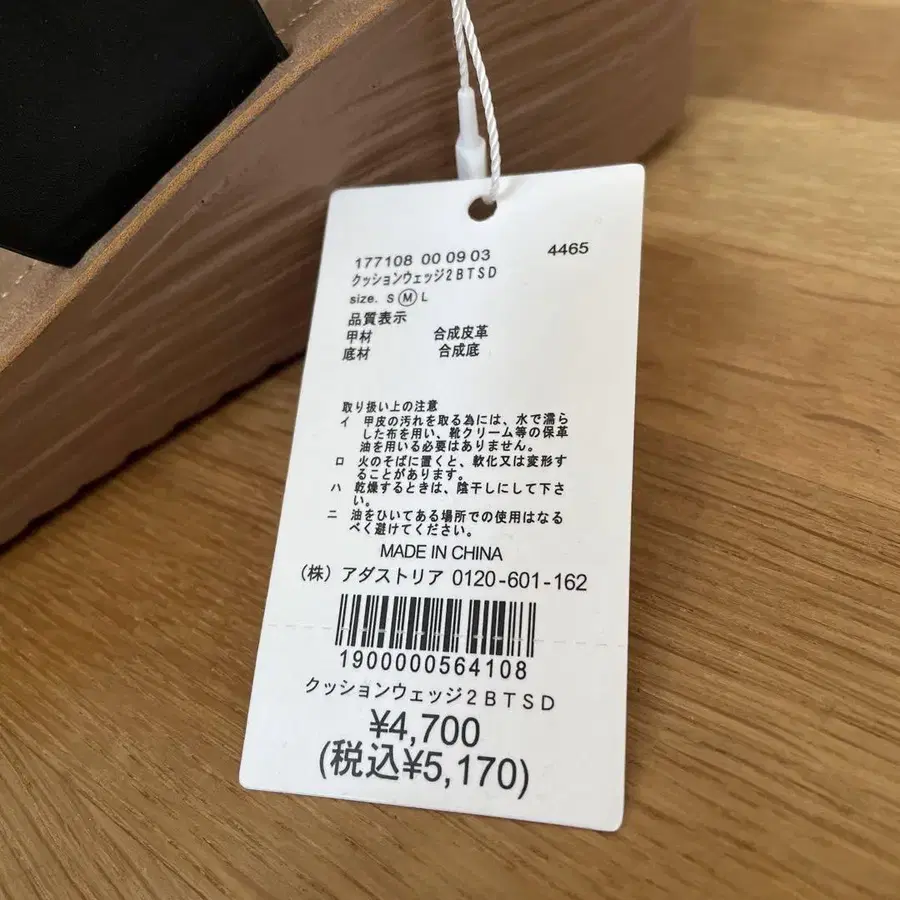 177108 00 09 03 4465
クッションウェッジ2BTSD
size. S M L
品質表示
甲材 合成皮革
底材 合成底
取り扱い上の注意
イ 甲皮の汚れを取る為には、水で濡ら
した布を用い、靴クリーム等の保革
油を用いる必要はありません。
ロ 火のそばに置くと、軟化又は変形す
ることがあります。
ハ 乾燥するときは、陰干しにして下さ
い。
ニ 油をひいてある場所での使用はなる
べく避けてください。
MADE IN CHINA
(株) アダストリア 0120-601-162
1900000564108
クッションウェッジ2BTSD
¥4,700
(税込¥5,170)